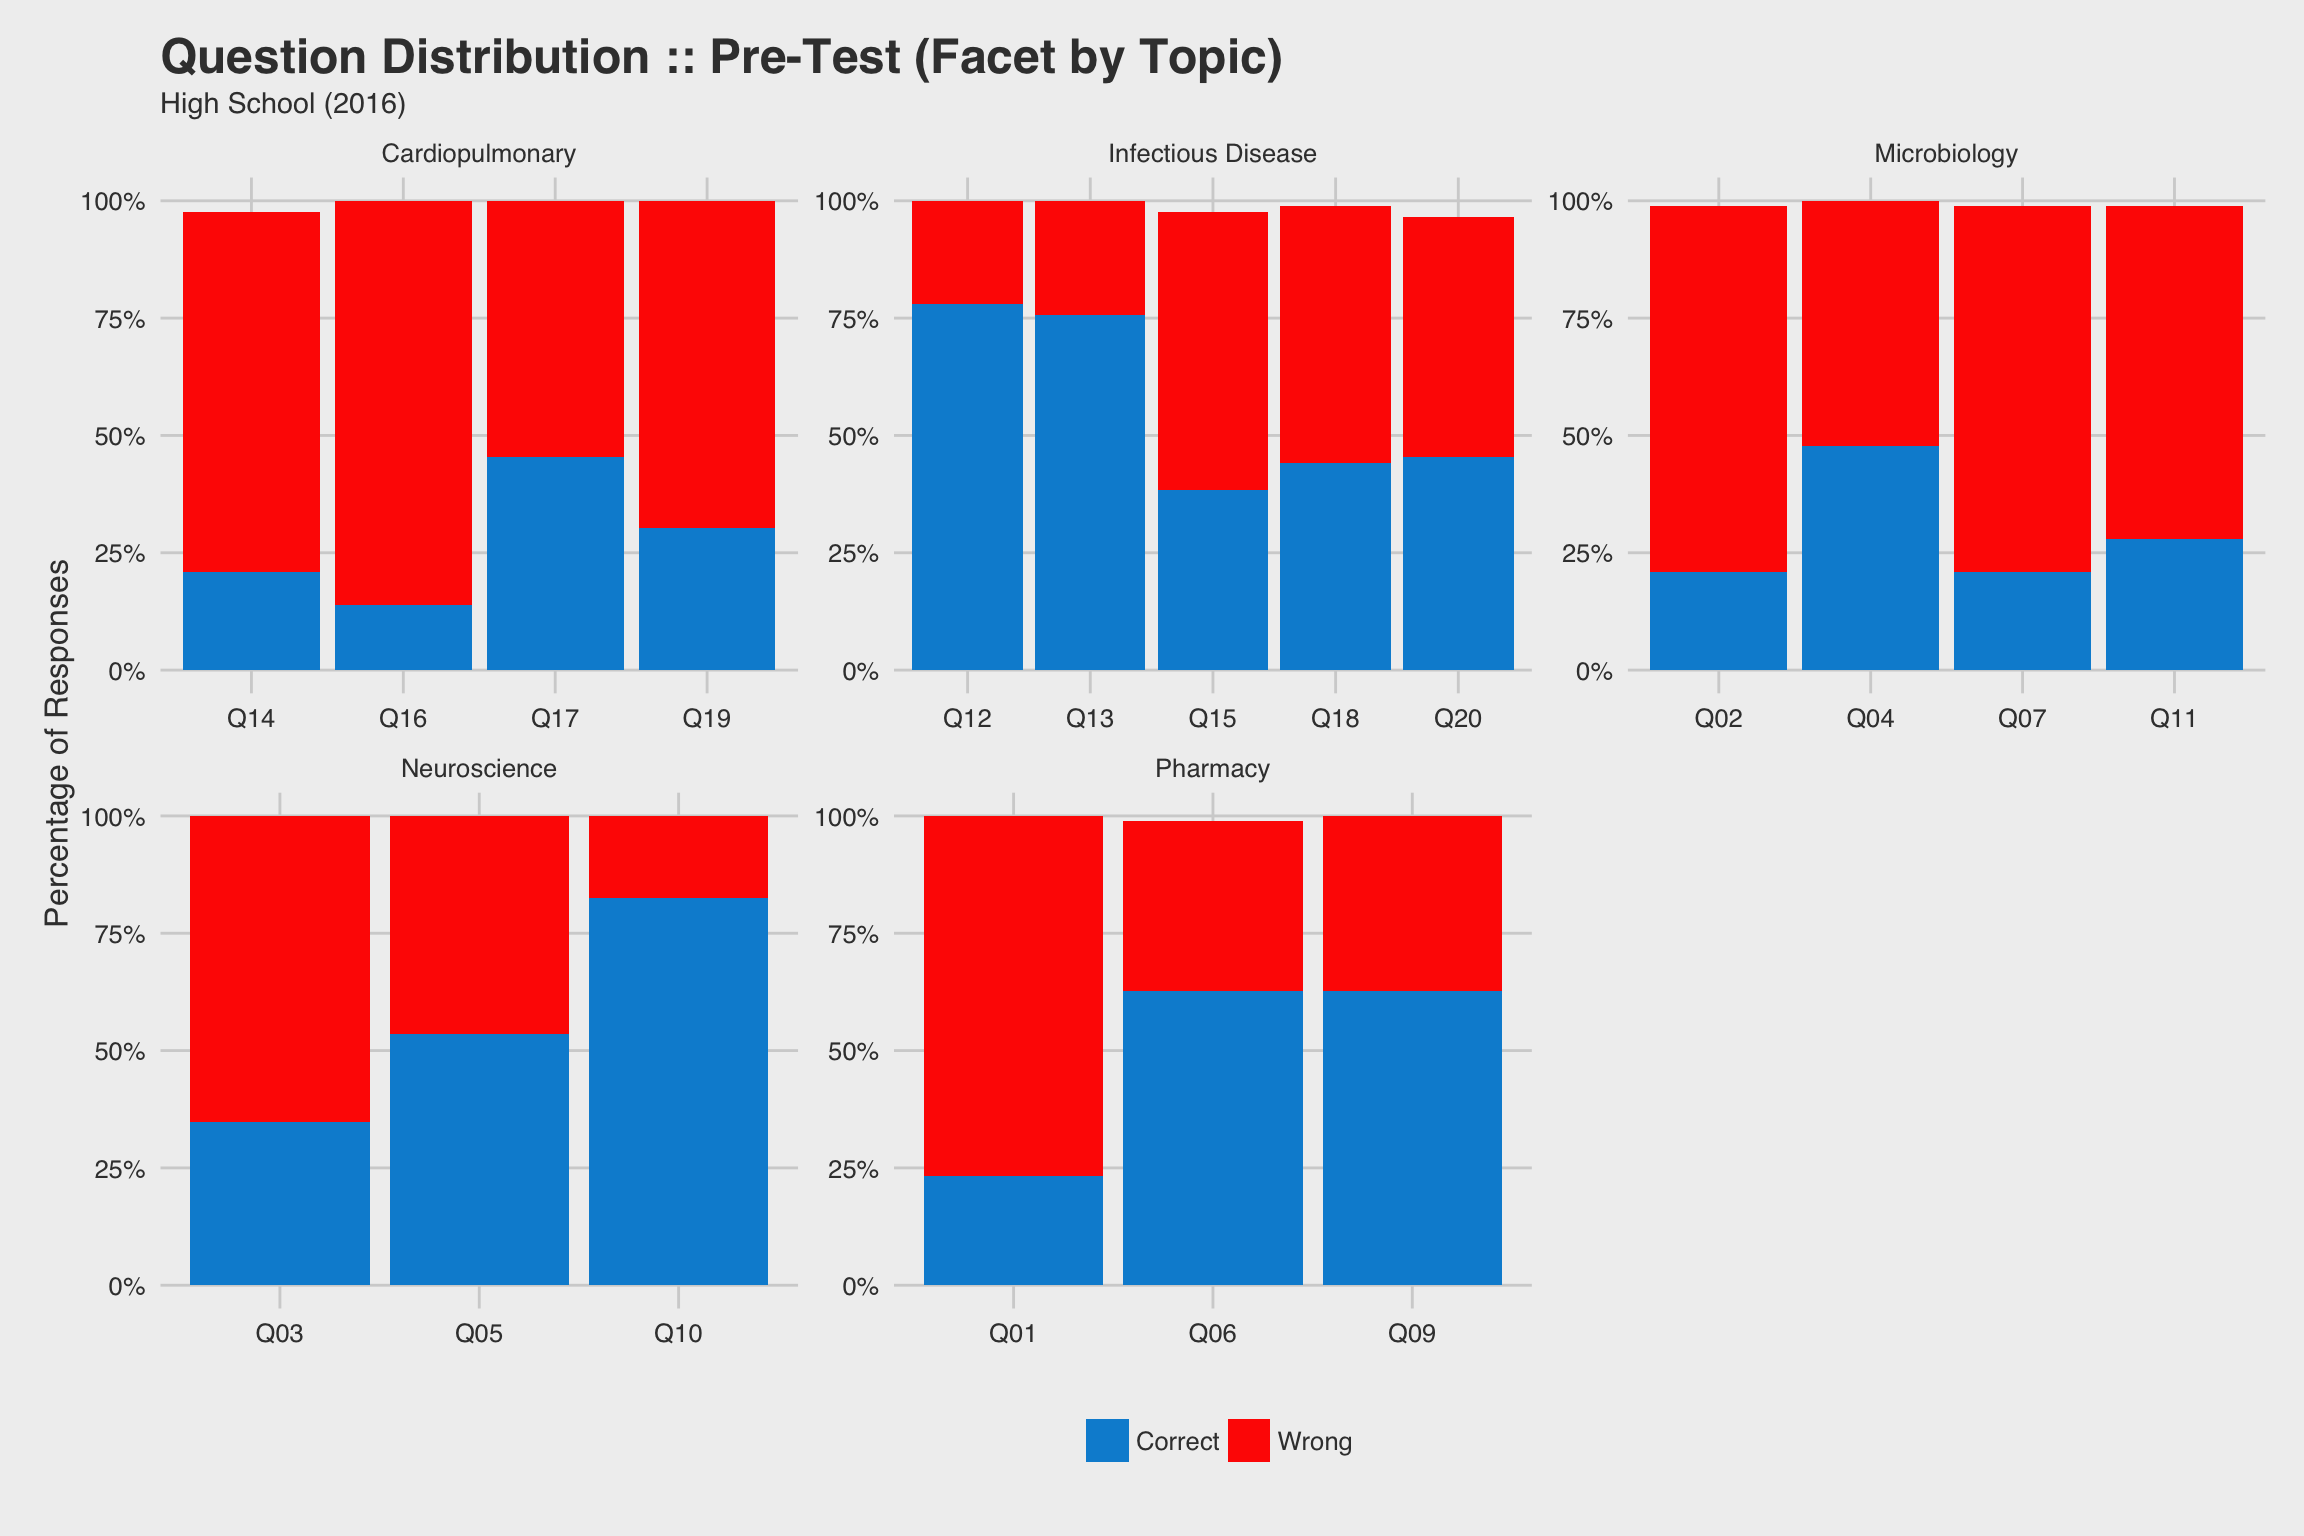 Question Distribution :: Pre-Test (Facet by Topic)
High School (2016)
Percentage of Responses
Cardiopulmonary
100%
75%
50%
25%
0%
Q14 Q16 Q17 Q19
Infectious Disease
100%
75%
50%
25%
0%
Q12 Q13 Q15 Q18 Q20
Microbiology
100%
75%
50%
25%
0%
Q02 Q04 Q07 Q11
Neuroscience
100%
75%
50%
25%
0%
Q03 Q05 Q10
Pharmacy
100%
75%
50%
25%
0%
Q01 Q06 Q09
Correct Wrong